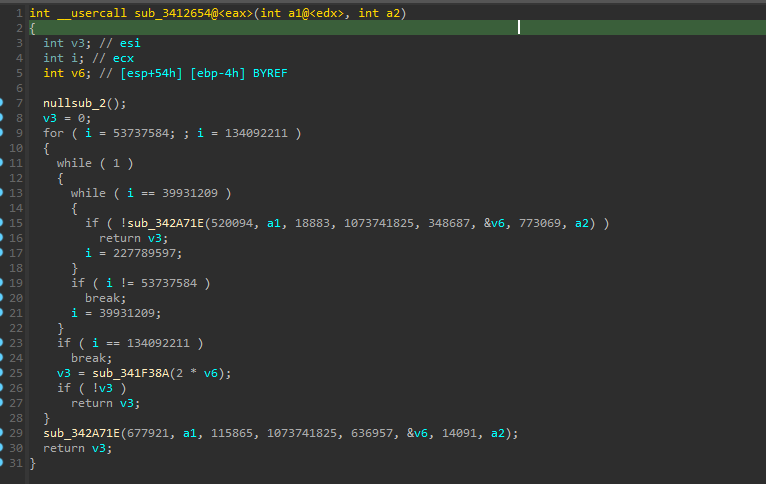 1 int __usercall sub_3412654@<eax>(int a1@<edx>, int a2)
2 {
3 int v3; // esi
4 int i; // ecx
5 int v6; // [esp+54h] [ebp-4h] BYREF
6
7 nullsub_2();
8 v3 = 0;
9 for ( i = 53737584; ; i = 134092211 )
10 {
11 while ( 1 )
12 {
13 while ( i == 39931209 )
14 {
15 if ( !sub_342A71E(520094, a1, 18883, 1073741825, 348687, &v6, 773069, a2) )
16 return v3;
17 i = 227789597;
18 }
19 if ( i != 53737584 )
20 break;
21 i = 39931209;
22 }
23 if ( i == 134092211 )
24 break;
25 v3 = sub_341F38A(2 * v6);
26 if ( !v3 )
27 return v3;
28 }
29 sub_342A71E(677921, a1, 115865, 1073741825, 636957, &v6, 14091, a2);
30 return v3;
31 }